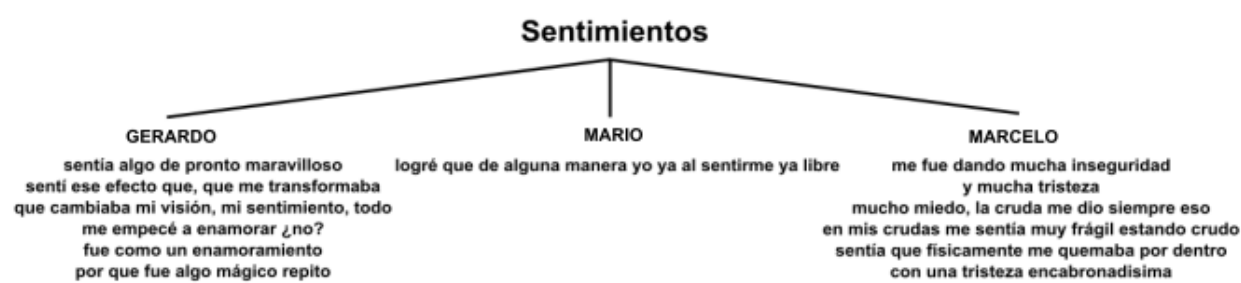 Sentimientos
GERARDO
sentía algo de pronto maravilloso
sentí ese efecto que, que me transformaba
que cambiaba mi visión, mi sentimiento, todo
me empecé a enamorar ¿no?
fue como un enamoramiento
por que fue algo mágico repito
MARIO
logré que de alguna manera yo ya al sentirme ya libre
MARCELO
me fue dando mucha inseguridad
y mucha tristeza
mucho miedo, la cruda me dio siempre eso
en mis crudas me sentía muy frágil estando crudo
sentía que físicamente me quemaba por dentro
con una tristeza encabronadísima